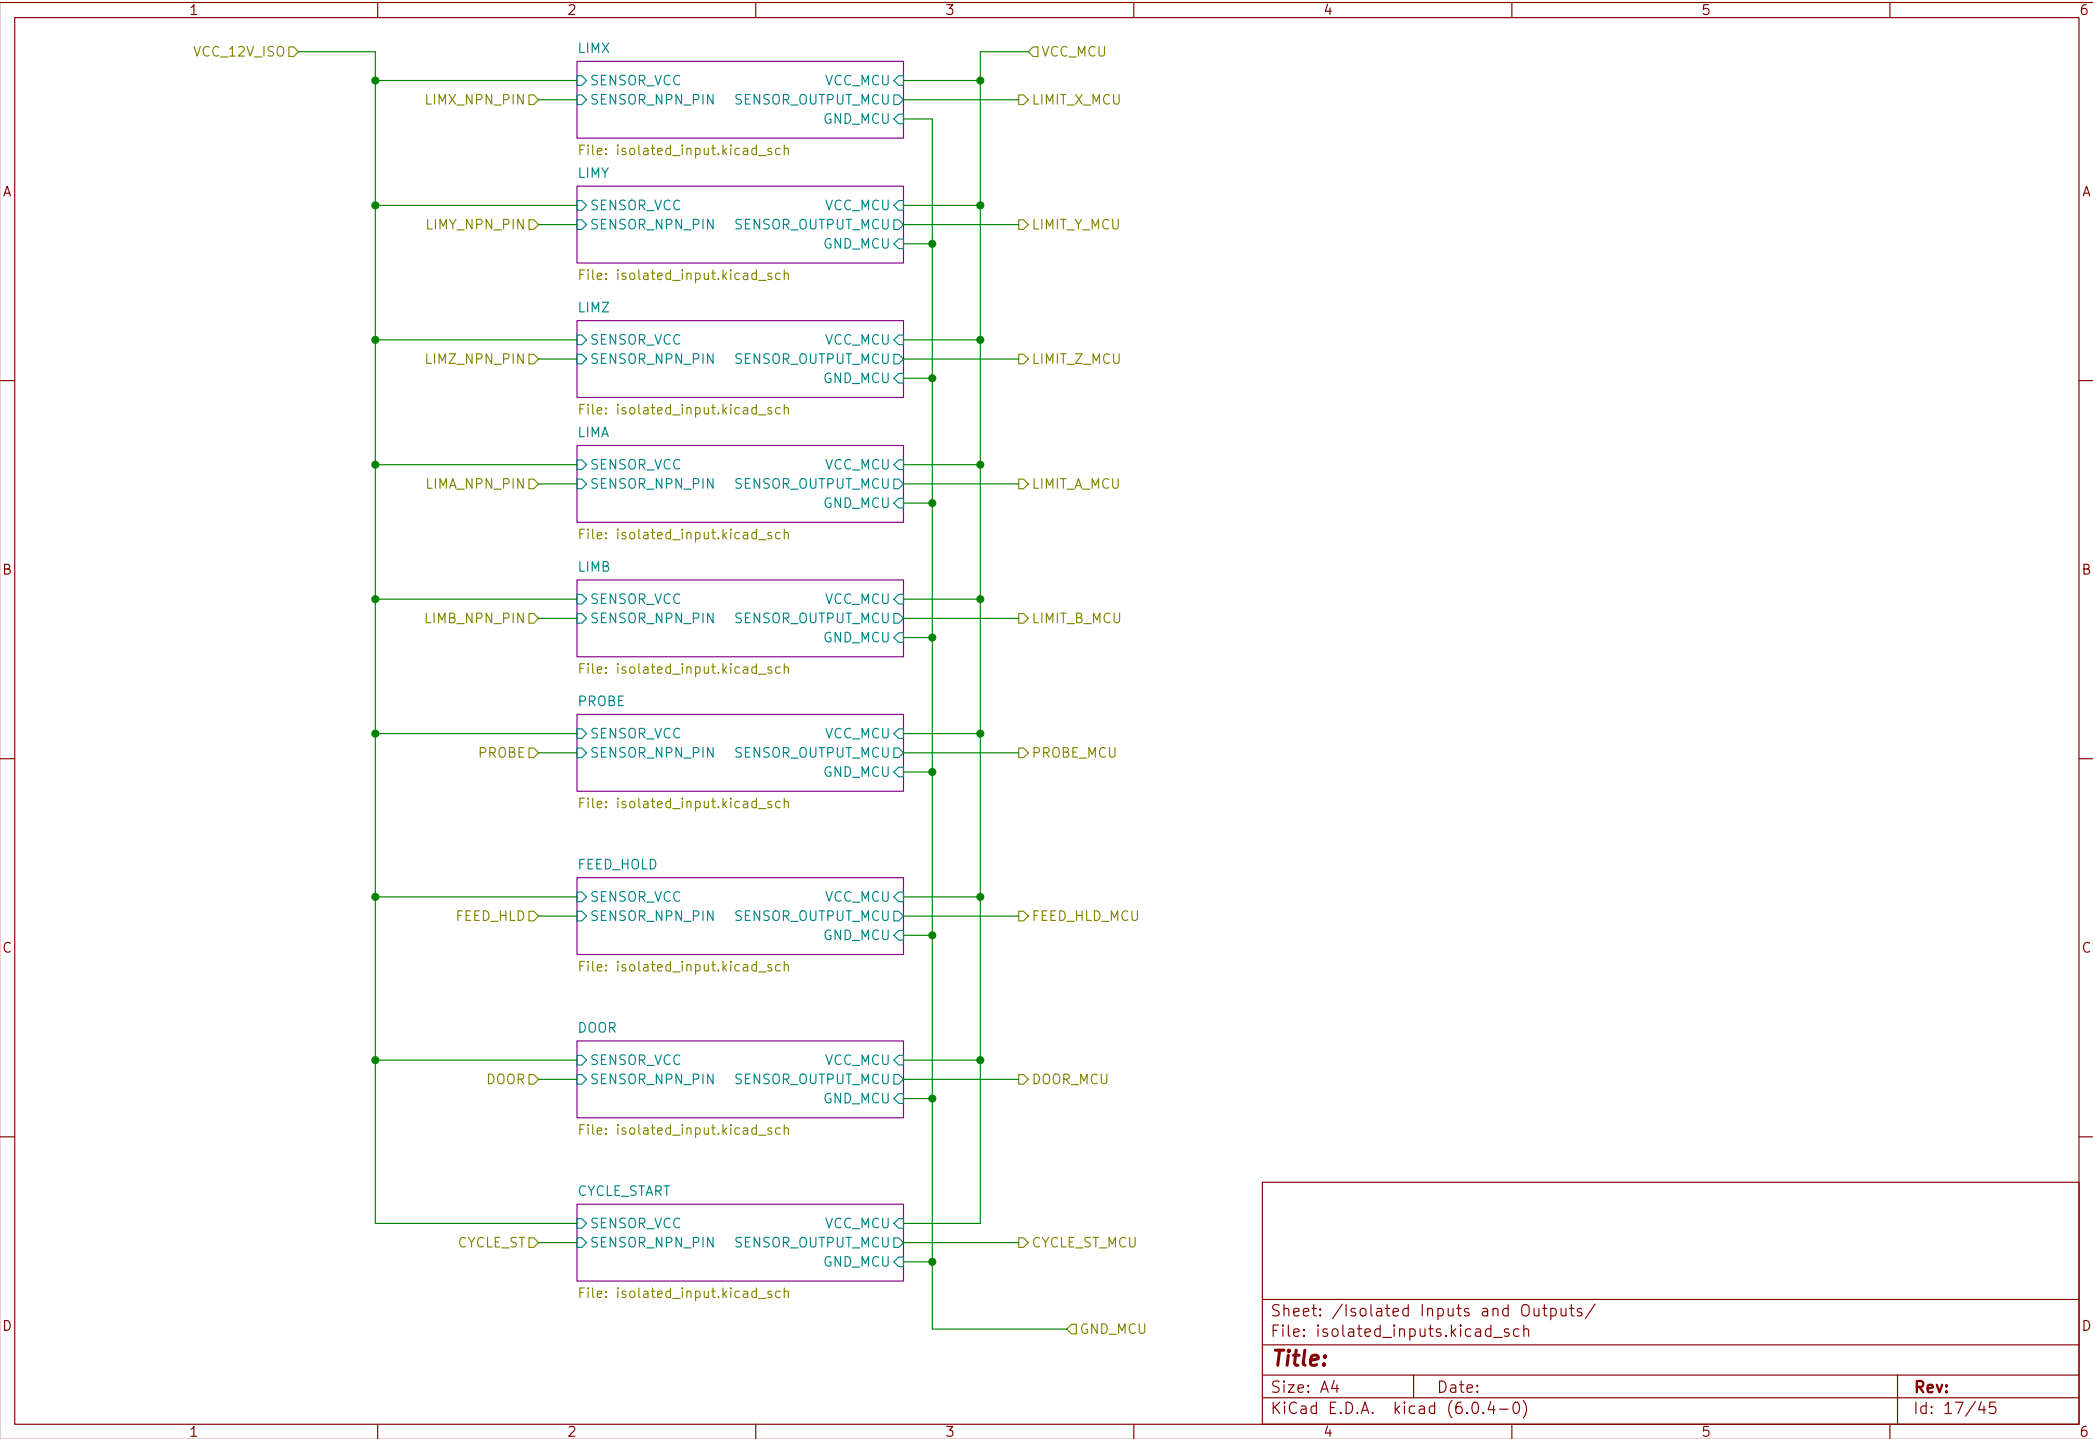 1 2 3 4 5 6
VCC_12V_ISO
LIMX
VCC_MCU
SENSOR_VCC VCC_MCU
LIMX_NPN_PIN SENSOR_NPN_PIN SENSOR_OUTPUT_MCU LIMIT_X_MCU
GND_MCU
File: isolated_input.kicad_sch
LIMY
A A
SENSOR_VCC VCC_MCU
LIMY_NPN_PIN SENSOR_NPN_PIN SENSOR_OUTPUT_MCU LIMIT_Y_MCU
GND_MCU
File: isolated_input.kicad_sch
LIMZ
SENSOR_VCC VCC_MCU
LIMZ_NPN_PIN SENSOR_NPN_PIN SENSOR_OUTPUT_MCU LIMIT_Z_MCU
GND_MCU
File: isolated_input.kicad_sch
LIMA
SENSOR_VCC VCC_MCU
LIMA_NPN_PIN SENSOR_NPN_PIN SENSOR_OUTPUT_MCU LIMIT_A_MCU
GND_MCU
File: isolated_input.kicad_sch
LIMB
B B
SENSOR_VCC VCC_MCU
LIMB_NPN_PIN SENSOR_NPN_PIN SENSOR_OUTPUT_MCU LIMIT_B_MCU
GND_MCU
File: isolated_input.kicad_sch
PROBE
SENSOR_VCC VCC_MCU
PROBE SENSOR_NPN_PIN SENSOR_OUTPUT_MCU PROBE_MCU
GND_MCU
File: isolated_input.kicad_sch
FEED_HOLD
SENSOR_VCC VCC_MCU
FEED_HLD SENSOR_NPN_PIN SENSOR_OUTPUT_MCU FEED_HLD_MCU
GND_MCU
C C
File: isolated_input.kicad_sch
DOOR
SENSOR_VCC VCC_MCU
DOOR SENSOR_NPN_PIN SENSOR_OUTPUT_MCU DOOR_MCU
GND_MCU
File: isolated_input.kicad_sch
CYCLE_START
SENSOR_VCC VCC_MCU
CYCLE_ST SENSOR_NPN_PIN SENSOR_OUTPUT_MCU CYCLE_ST_MCU
GND_MCU
File: isolated_input.kicad_sch
D D
GND_MCU
Sheet: /Isolated Inputs and Outputs/
File: isolated_inputs.kicad_sch
Title:
Size: A4 Date: Rev:
KiCad E.D.A. kicad (6.0.4-0) Id: 17/45
1 2 3 4 5 6